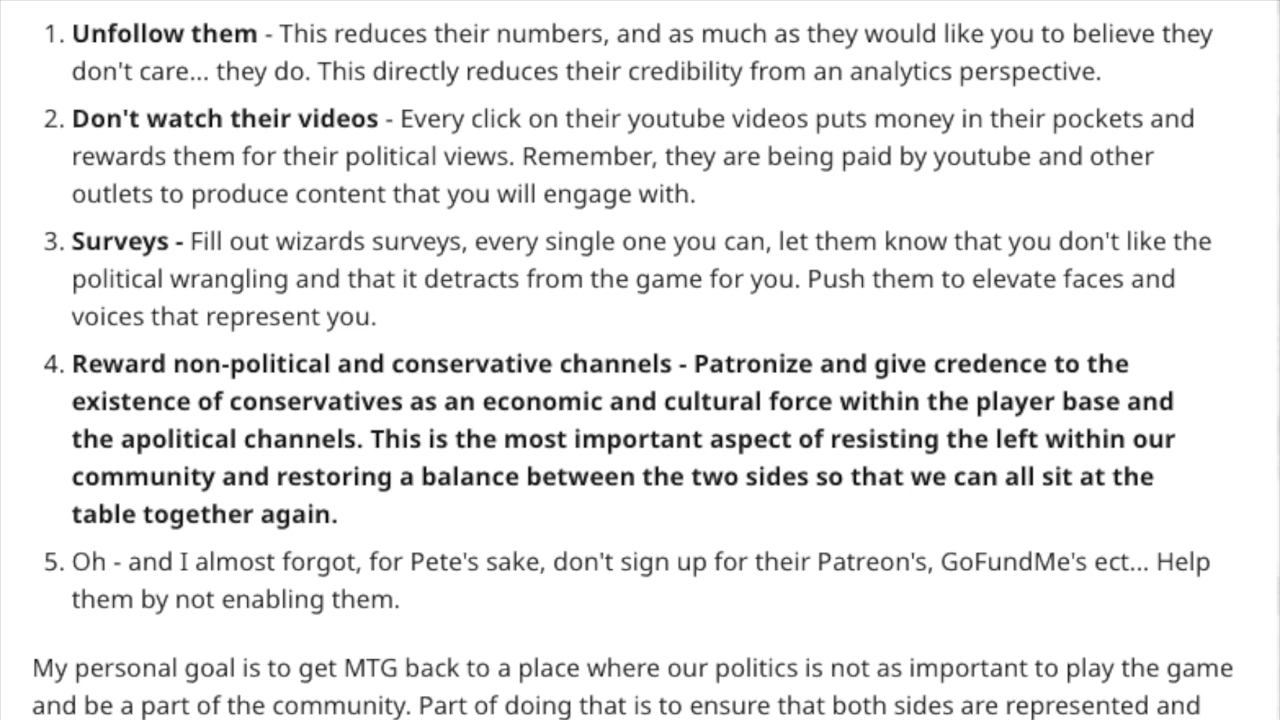 1. Unfollow them - This reduces their numbers, and as much as they would like you to believe they
don't care... they do. This directly reduces their credibility from an analytics perspective.
2. Don't watch their videos - Every click on their youtube videos puts money in their pockets and
rewards them for their political views. Remember, they are being paid by youtube and other
outlets to produce content that you will engage with.
3. Surveys - Fill out wizards surveys, every single one you can, let them know that you don't like the
political wrangling and that it detracts from the game for you. Push them to elevate faces and
voices that represent you.
4. Reward non-political and conservative channels - Patronize and give credence to the
existence of conservatives as an economic and cultural force within the player base and
the apolitical channels. This is the most important aspect of resisting the left within our
community and restoring a balance between the two sides so that we can all sit at the
table together again.
5. Oh - and I almost forgot, for Pete's sake, don't sign up for their Patreon's, GoFundMe's ect... Help
them by not enabling them.
My personal goal is to get MTG back to a place where our politics is not as important to play the game
and be a part of the community. Part of doing that is to ensure that both sides are represented and